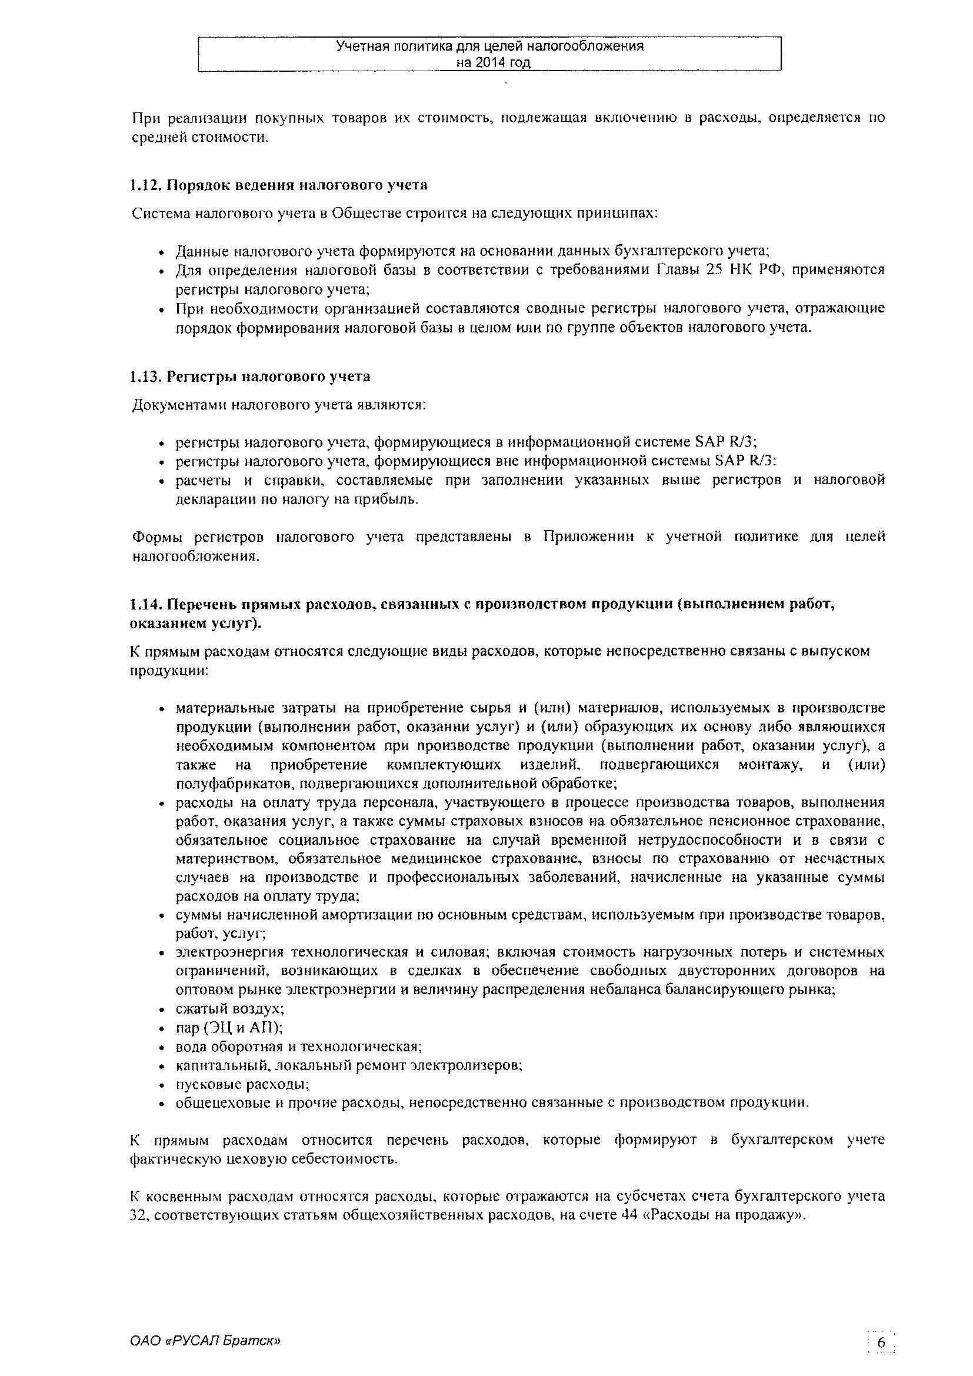 Учетная политика для целей налогообложения
на 2014 год
При реализации покупных товаров их стоимость, подлежащая включению в расходы, определяется по
средней стоимости.
1.12. Порядок ведения налогового учета
Система налогового учета в Обществе строится на следующих принципах:
• Данные налогового учета формируются на основании данных бухгалтерского учета;
• Для определения налоговой базы в соответствии с требованиями Главы 25 НК РФ, применяются
регистры налогового учета;
• При необходимости организацией составляются сводные регистры налогового учета, отражающие
порядок формирования налоговой базы в целом или по группе объектов налогового учета.
1.13. Регистры налогового учета
Документами налогового учета являются:
• регистры налогового учета, формирующиеся в информационной системе SAP R/3;
• регистры налогового учета, формирующиеся вне информационной системы SAP R/3:
• расчеты и справки, составляемые при заполнении указанных выше регистров и налоговой
декларации по налогу на прибыль.
Формы регистров налогового учета представлены в Приложении к учетной политике для целей
налогообложения.
1.14. Перечень прямых расходов, связанных с производством продукции (выполнением работ,
оказанием услуг).
К прямым расходам относятся следующие виды расходов, которые непосредственно связаны с выпуском
продукции:
• материальные затраты на приобретение сырья и (или) материалов, используемых в производстве
продукции (выполнении работ, оказании услуг) и (или) образующих их основу либо являющихся
необходимым компонентом при производстве продукции (выполнении работ, оказании услуг), а
также на приобретение комплектующих изделий, подвергающихся монтажу, и (или)
полуфабрикатов, подвергающихся дополнительной обработке;
• расходы на оплату труда персонала, участвующего в процессе производства товаров, выполнения
работ, оказания услуг, а также суммы страховых взносов на обязательное пенсионное страхование,
обязательное социальное страхование на случай временной нетрудоспособности и в связи с
материнством, обязательное медицинское страхование, взносы по страхованию от несчастных
случаев на производстве и профессиональных заболеваний, начисленные на указанные суммы
расходов на оплату труда;
• суммы начисленной амортизации по основным средствам, используемым при производстве товаров,
работ, услуг;
• электроэнергия технологическая и силовая; включая стоимость нагрузочных потерь и системных
ограничений, возникающих в сделках в обеспечение свободных двусторонних договоров на
оптовом рынке электроэнергии и величину распределения небаланса балансирующего рынка;
• сжатый воздух;
• пар (ЭЦ и АП);
• вода оборотная и технологическая;
• капитальный, локальный ремонт электролизеров;
• пусковые расходы;
• общецеховые и прочие расходы, непосредственно связанные с производством продукции.
К прямым расходам относится перечень расходов, которые формируют в бухгалтерском учете
фактическую цеховую себестоимость.
К косвенным расходам относятся расходы, которые отражаются на субсчетах счета бухгалтерского учета
32, соответствующих статьям общехозяйственных расходов, на счете 44 «Расходы на продажу».
ОАО «РУСАЛ Братск»
6